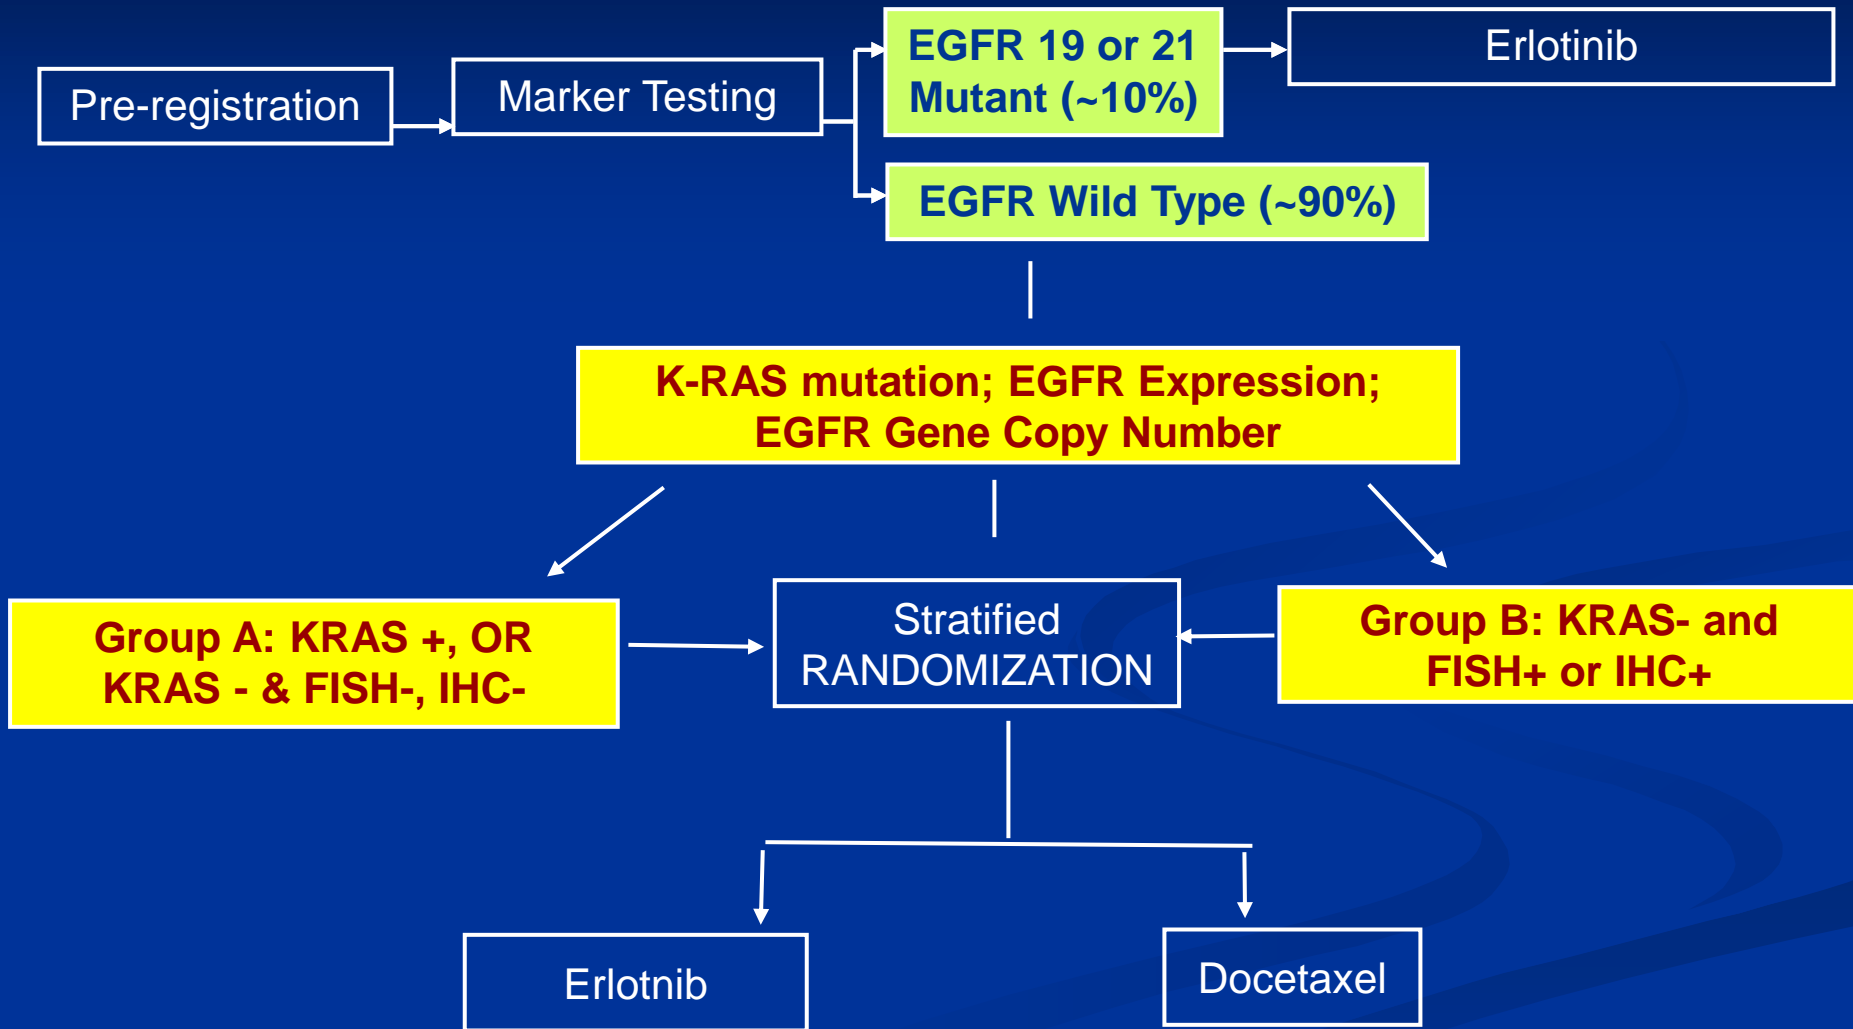 Pre-registration
Marker Testing
EGFR 19 or 21
Mutant (~10%)
Erlotinib
EGFR Wild Type (~90%)
K-RAS mutation; EGFR Expression;
EGFR Gene Copy Number
Group A: KRAS +, OR
KRAS - & FISH-, IHC-
Stratified
RANDOMIZATION
Group B: KRAS- and
FISH+ or IHC+
Erlotnib
Docetaxel